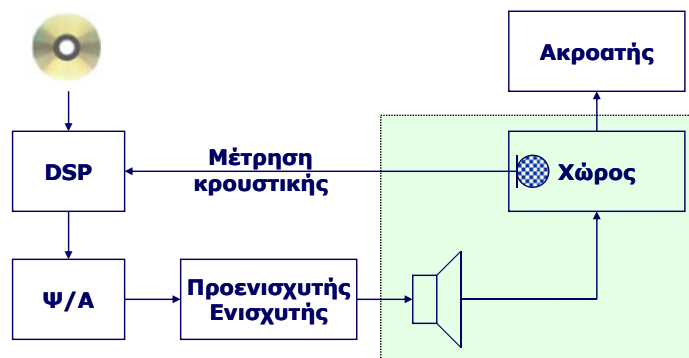 Ακροατής
DSP
Μέτρηση
κρουστικής
Χώρος
Ψ/Α
Προενισχυτής
Ενισχυτής